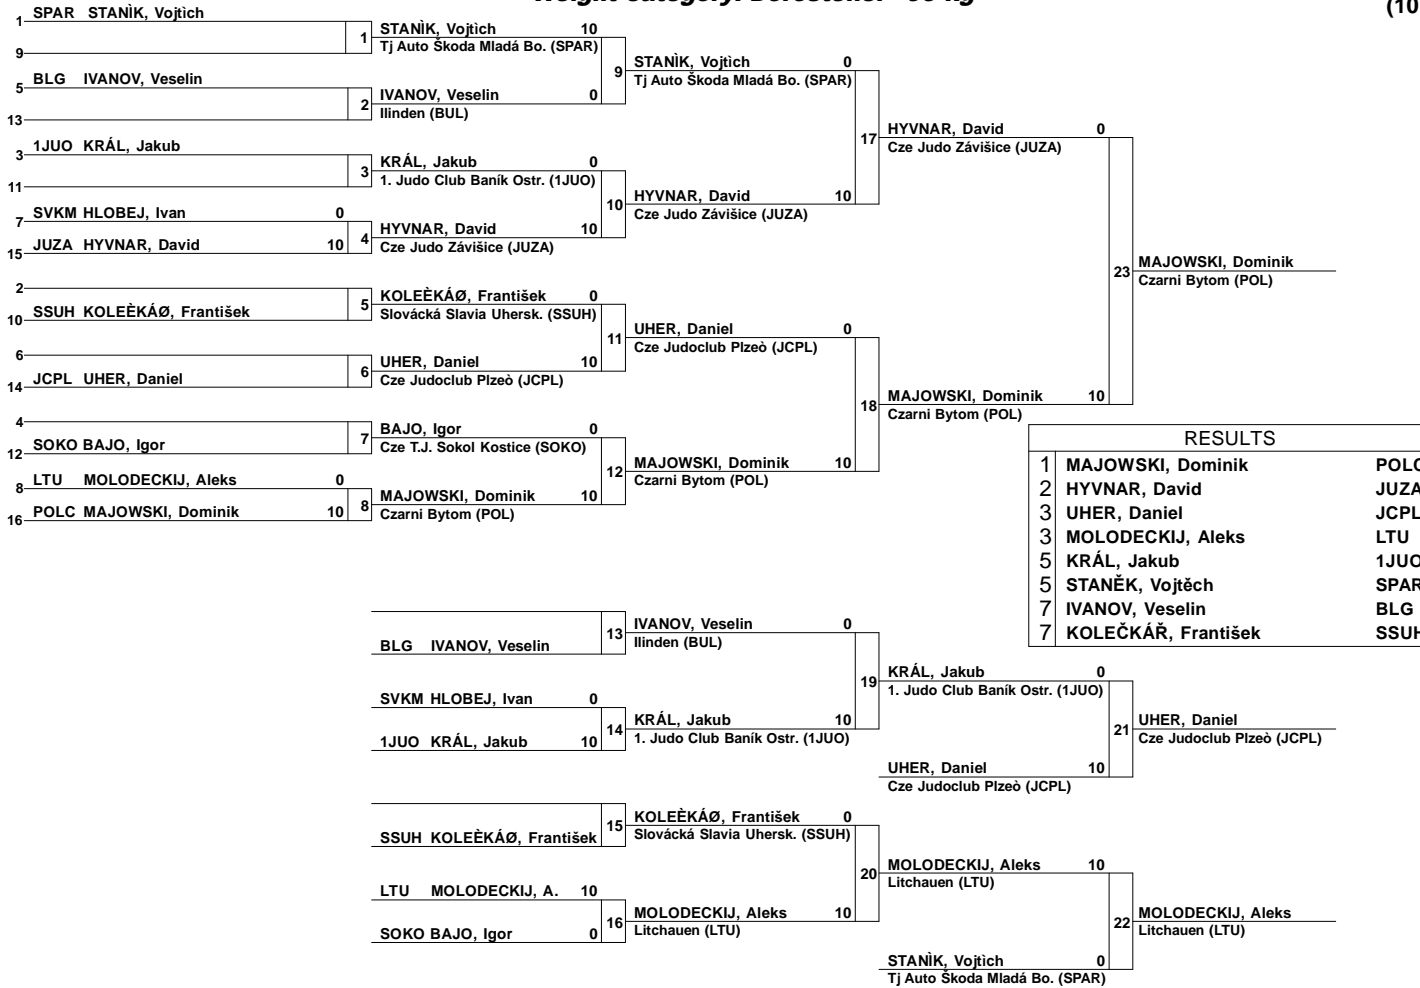 (10
1 SPAR STANÌK, Vojtìch
9
1 STANÌK, Vojtìch 10
Tj Auto Škoda Mladá Bo. (SPAR)
5 BLG IVANOV, Veselin
13
2 IVANOV, Veselin 0
Ilinden (BUL)
9 STANÌK, Vojtìch 0
Tj Auto Škoda Mladá Bo. (SPAR)
3 1JUO KRÁL, Jakub
11
3 KRÁL, Jakub 0
1. Judo Club Baník Ostr. (1JUO)
7 SVKM HLOBEJ, Ivan 0
15 JUZA HYVNAR, David 10
4 HYVNAR, David 10
Cze Judo Závišice (JUZA)
10 HYVNAR, David 10
Cze Judo Závišice (JUZA)
17 HYVNAR, David 0
Cze Judo Závišice (JUZA)
2
10 SSUH KOLEÈKÁØ, František
5 KOLEÈKÁØ, František 0
Slovácká Slavia Uhersk. (SSUH)
6
14 JCPL UHER, Daniel
6 UHER, Daniel 10
Cze Judoclub Plzeò (JCPL)
11 UHER, Daniel 0
Cze Judoclub Plzeò (JCPL)
4
12 SOKO BAJO, Igor
7 BAJO, Igor 0
Cze T.J. Sokol Kostice (SOKO)
8 LTU MOLODECKIJ, Aleks 0
16 POLC MAJOWSKI, Dominik 10
8 MAJOWSKI, Dominik 10
Czarni Bytom (POL)
12 MAJOWSKI, Dominik 10
Czarni Bytom (POL)
18 MAJOWSKI, Dominik 10
Czarni Bytom (POL)
23 MAJOWSKI, Dominik
Czarni Bytom (POL)
RESULTS
1 MAJOWSKI, Dominik POLC
2 HYVNAR, David JUZA
3 UHER, Daniel JCPL
3 MOLODECKIJ, Aleks LTU
5 KRÁL, Jakub 1JUO
5 STANĚK, Vojtěch SPAR
7 IVANOV, Veselin BLG
7 KOLEČKÁŘ, František SSUH
BLG IVANOV, Veselin
13 IVANOV, Veselin 0
Ilinden (BUL)
SVKM HLOBEJ, Ivan 0
1JUO KRÁL, Jakub 10
14 KRÁL, Jakub 10
1. Judo Club Baník Ostr. (1JUO)
19 KRÁL, Jakub 0
1. Judo Club Baník Ostr. (1JUO)
UHER, Daniel 10
Cze Judoclub Plzeò (JCPL)
21 UHER, Daniel
Cze Judoclub Plzeò (JCPL)
SSUH KOLEÈKÁØ, František
15 KOLEÈKÁØ, František 0
Slovácká Slavia Uhersk. (SSUH)
LTU MOLODECKIJ, A. 10
SOKO BAJO, Igor 0
16 MOLODECKIJ, Aleks 10
Litchauen (LTU)
20 MOLODECKIJ, Aleks 10
Litchauen (LTU)
STANÌK, Vojtìch 0
Tj Auto Škoda Mladá Bo. (SPAR)
22 MOLODECKIJ, Aleks
Litchauen (LTU)